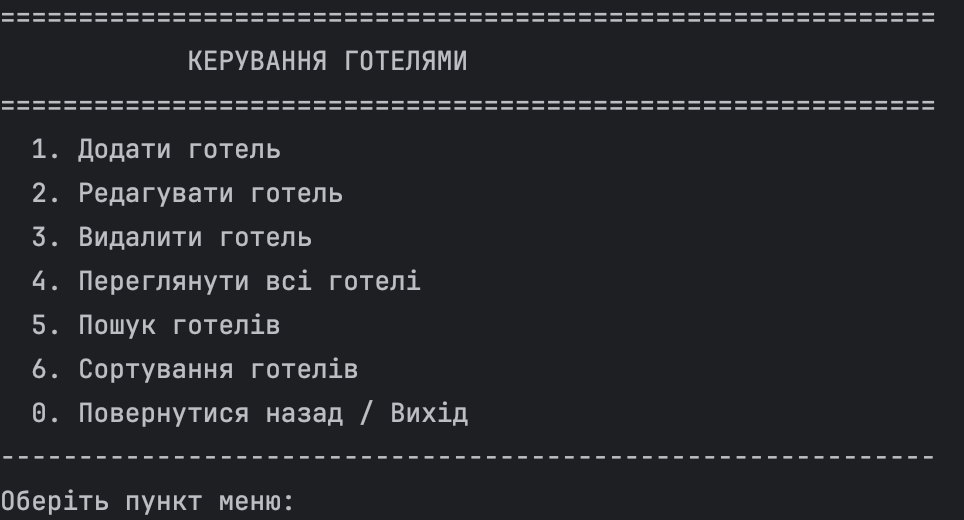 ============================================================
КЕРУВАННЯ ГОТЕЛЯМИ
============================================================
1. Додати готель
2. Редагувати готель
3. Видалити готель
4. Переглянути всі готелі
5. Пошук готелів
6. Сортування готелів
0. Повернутися назад / Вихід
------------------------------------------------------------
Оберіть пункт меню: